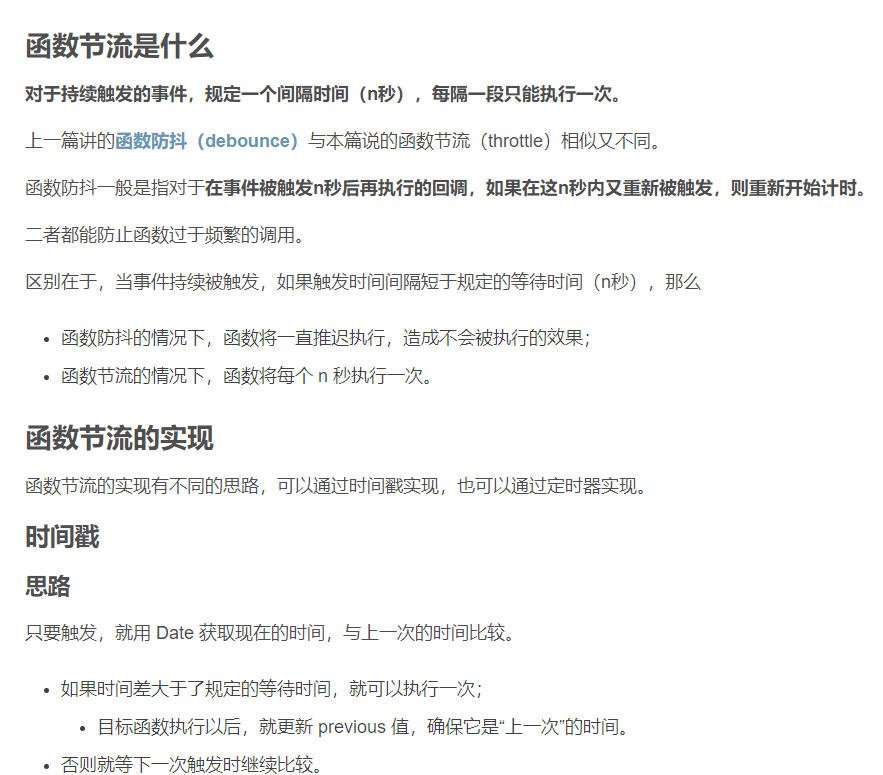 函数节流是什么
对于持续触发的事件，规定一个间隔时间（n秒），每隔一段只能执行一次。
上一篇讲的函数防抖（debounce）与本篇说的函数节流（throttle）相似又不同。
函数防抖一般是指对于在事件被触发n秒后再执行的回调，如果在这n秒内又重新被触发，则重新开始计时。
二者都能防止函数过于频繁的调用。
区别在于，当事件持续被触发，如果触发时间间隔短于规定的等待时间（n秒），那么
• 函数防抖的情况下，函数将一直推迟执行，造成不会被执行的效果；
• 函数节流的情况下，函数将每个 n 秒执行一次。
函数节流的实现
函数节流的实现有不同的思路，可以通过时间戳实现，也可以通过定时器实现。
时间戳
思路
只要触发，就用 Date 获取现在的时间，与上一次的时间比较。
• 如果时间差大于了规定的等待时间，就可以执行一次；
• 目标函数执行以后，就更新 previous 值，确保它是“上一次”的时间。
• 否则就等下一次触发时继续比较。